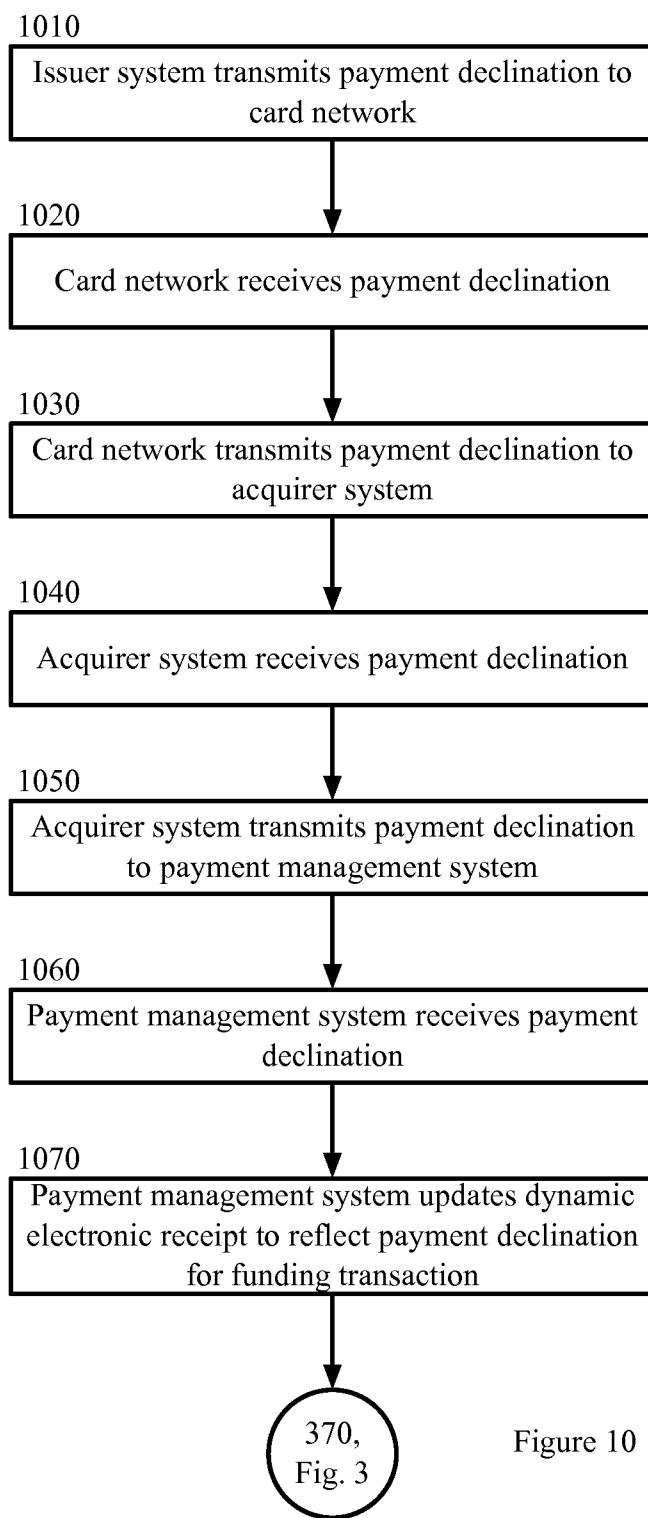 1010
Issuer system transmits payment declination to
card network
1020
Card network receives payment declination
1030
Card network transmits payment declination to
acquirer system
1040
Acquirer system receives payment declination
1050
Acquirer system transmits payment declination
to payment management system
1060
Payment management system receives payment
declination
1070
Payment management system updates dynamic
electronic receipt to reflect payment declination
for funding transaction
370,
Fig. 3
Figure 10